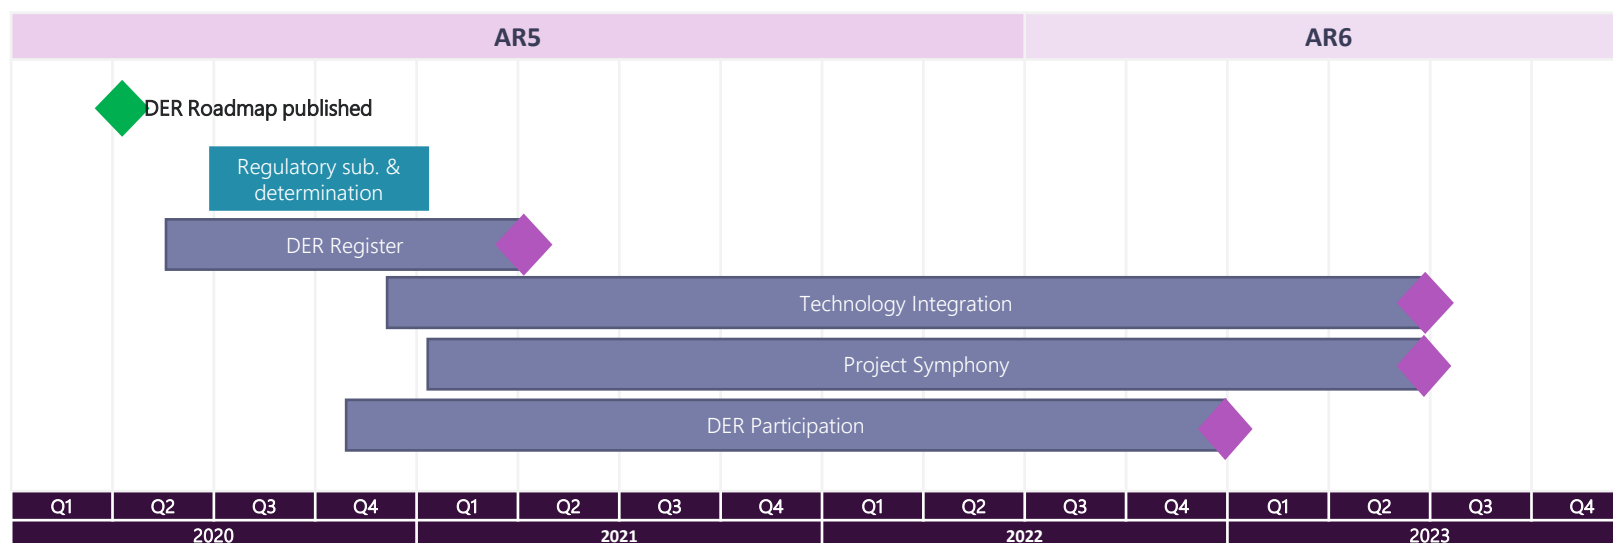 AR5 AR6
DER Roadmap published
Regulatory sub. &
determination
DER Register
Technology Integration
Project Symphony
DER Participation
Q1 Q2 Q3 Q4 Q1 Q2 Q3 Q4 Q1 Q2 Q3 Q4 Q1 Q2 Q3 Q4
2020 2021 2022 2023